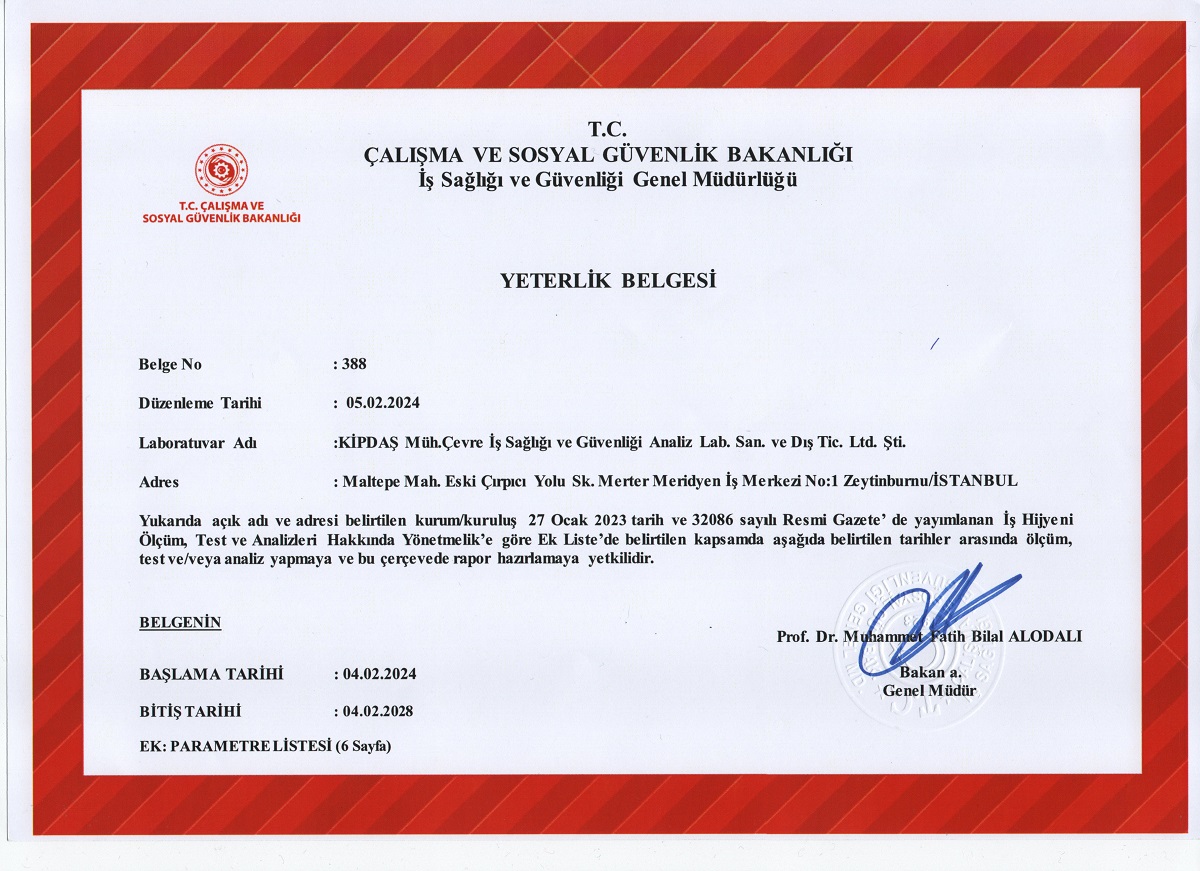 T.C.
ÇALIŞMA VE SOSYAL GÜVENLİK BAKANLIĞI
İş Sağlığı ve Güvenliği Genel Müdürlüğü
T.C. ÇALIŞMA VE
SOSYAL GÜVENLİK BAKANLIĞI
YETERLİK BELGESİ
Belge No : 388
Düzenleme Tarihi : 05.02.2024
Laboratuvar Adı :KİPDAŞ Müh.Çevre İş Sağlığı ve Güvenliği Analiz Lab. San. ve Dış Tic. Ltd. Şti.
Adres : Maltepe Mah. Eski Çırpıcı Yolu Sk. Merter Meridyen İş Merkezi No:1 Zeytinburnu/İSTANBUL
Yukarıda açık adı ve adresi belirtilen kurum/kuruluş 27 Ocak 2023 tarih ve 32086 sayılı Resmi Gazete’ de yayımlanan İş Hijyeni
Ölçüm, Test ve Analizleri Hakkında Yönetmelik’e göre Ek Liste’de belirtilen kapsamda aşağıda belirtilen tarihler arasında ölçüm,
test ve/veya analiz yapmaya ve bu çerçevede rapor hazırlamaya yetkilidir.
BELGENİN
BAŞLAMA TARİHİ : 04.02.2024
BİTİŞ TARİHİ : 04.02.2028
EK: PARAMETRE LİSTESİ (6 Sayfa)
Prof. Dr. Muhammet Fatih Bilal ALODALI
Bakan a.
Genel Müdür